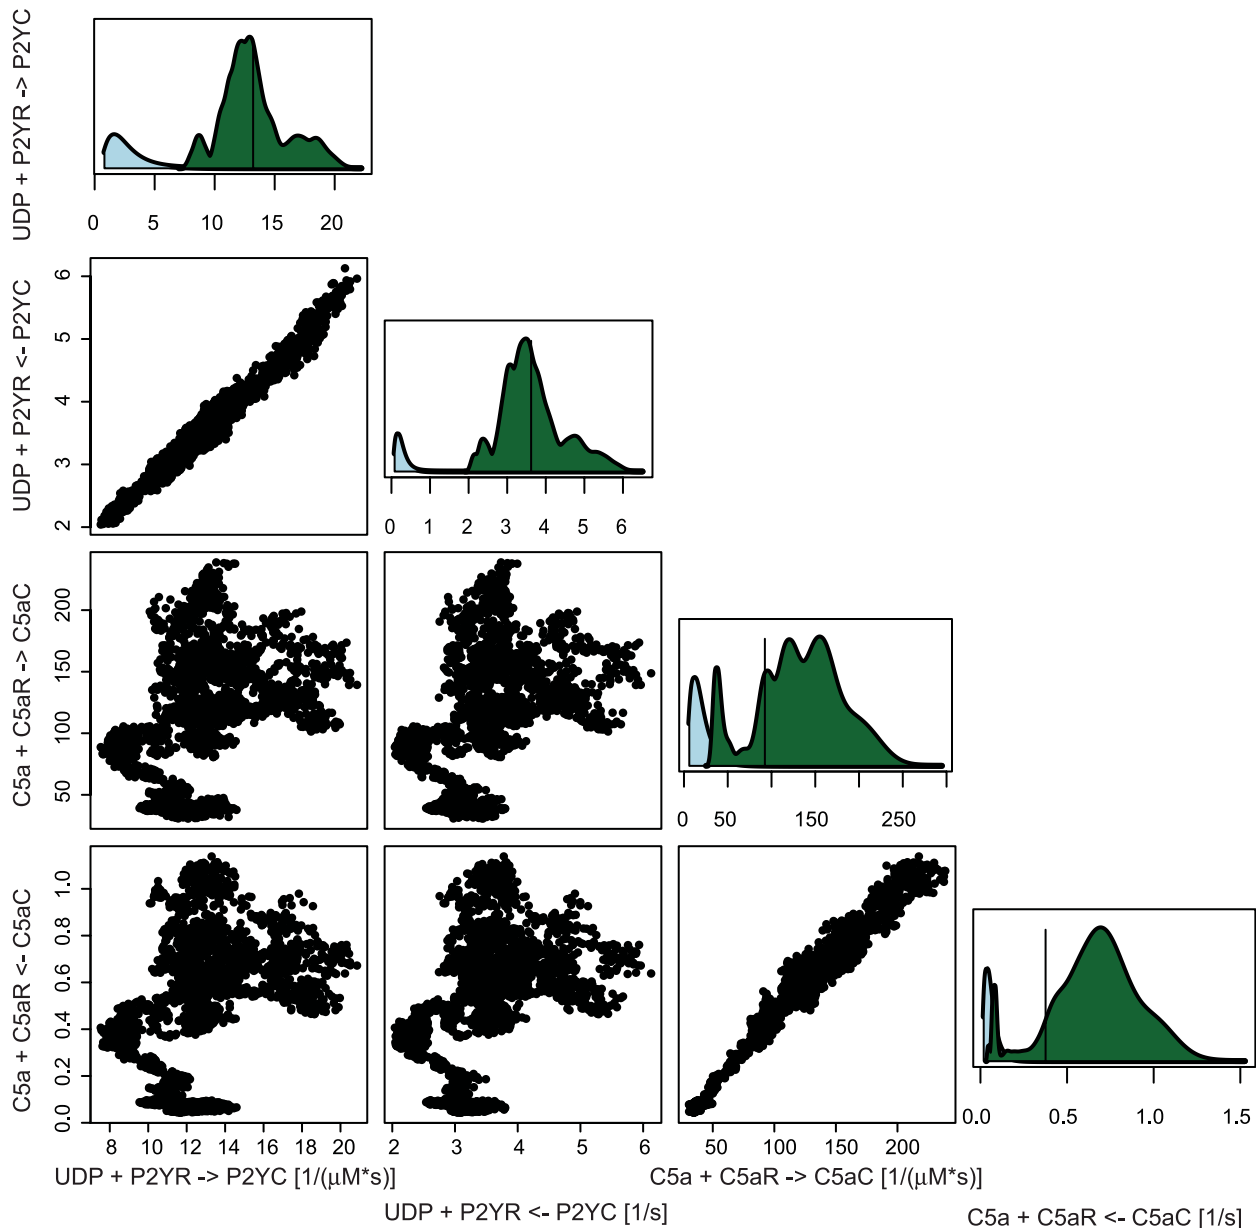 UDP + P2YR -> P2YC
0 5 10 15 20
UDP + P2YR <- P2YC
6
5
4
3
2
0 1 2 3 4 5 6
C5a + C5aR -> C5aC
200
150
100
50
0 50 150 250
C5a + C5aR <- C5aC
1.0
0.8
0.6
0.4
0.2
0.0
0.0 0.5 1.0 1.5
8 10 12 14 16 18 20
2 3 4 5 6
50 100 150 200
UDP + P2YR -> P2YC [1/(μM*s)]
C5a + C5aR -> C5aC [1/(μM*s)]
UDP + P2YR <- P2YC [1/s]
C5a + C5aR <- C5aC [1/s]